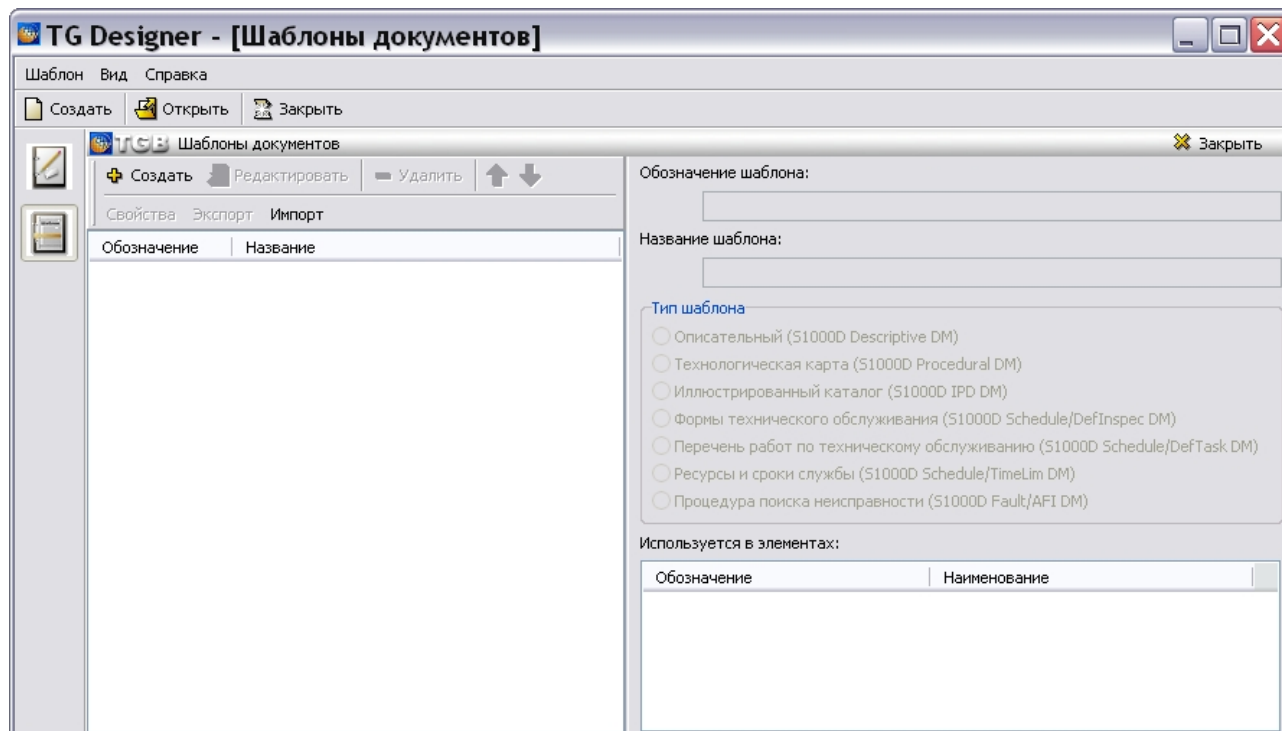 TG Designer - [Шаблоны документов]
Шаблон Вид Справка
Создать Открыть Закрыть
TGB Шаблоны документов Закрыть
Создать Редактировать Удалить
Свойства Экспорт Импорт
Обозначение Название
Обозначение шаблона:
Название шаблона:
Тип шаблона
Описательный (S1000D Descriptive DM)
Технологическая карта (S1000D Procedural DM)
Иллюстрированный каталог (S1000D IPD DM)
Формы технического обслуживания (S1000D Schedule/DefInspec DM)
Перечень работ по техническому обслуживанию (S1000D Schedule/DefTask DM)
Ресурсы и сроки службы (S1000D Schedule/TimeLim DM)
Процедура поиска неисправности (S1000D Fault/AFI DM)
Используется в элементах:
Обозначение Наименование